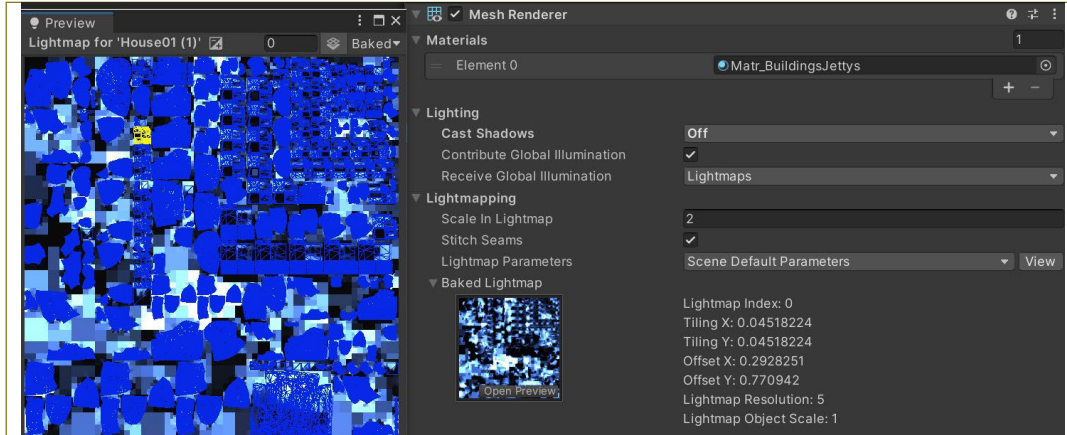 Preview
Lightmap for 'House01 (1)' 0 Baked
Mesh Renderer
Materials 1
Element 0 Matr_BuildingsJettys
Lighting
Cast Shadows Off
Contribute Global Illumination
Receive Global Illumination Lightmaps
Lightmapping
Scale In Lightmap 2
Stitch Seams
Lightmap Parameters Scene Default Parameters View
Baked Lightmap
Open Preview
Lightmap Index: 0
Tiling X: 0.04518224
Tiling Y: 0.04518224
Offset X: 0.2928251
Offset Y: 0.770942
Lightmap Resolution: 5
Lightmap Object Scale: 1